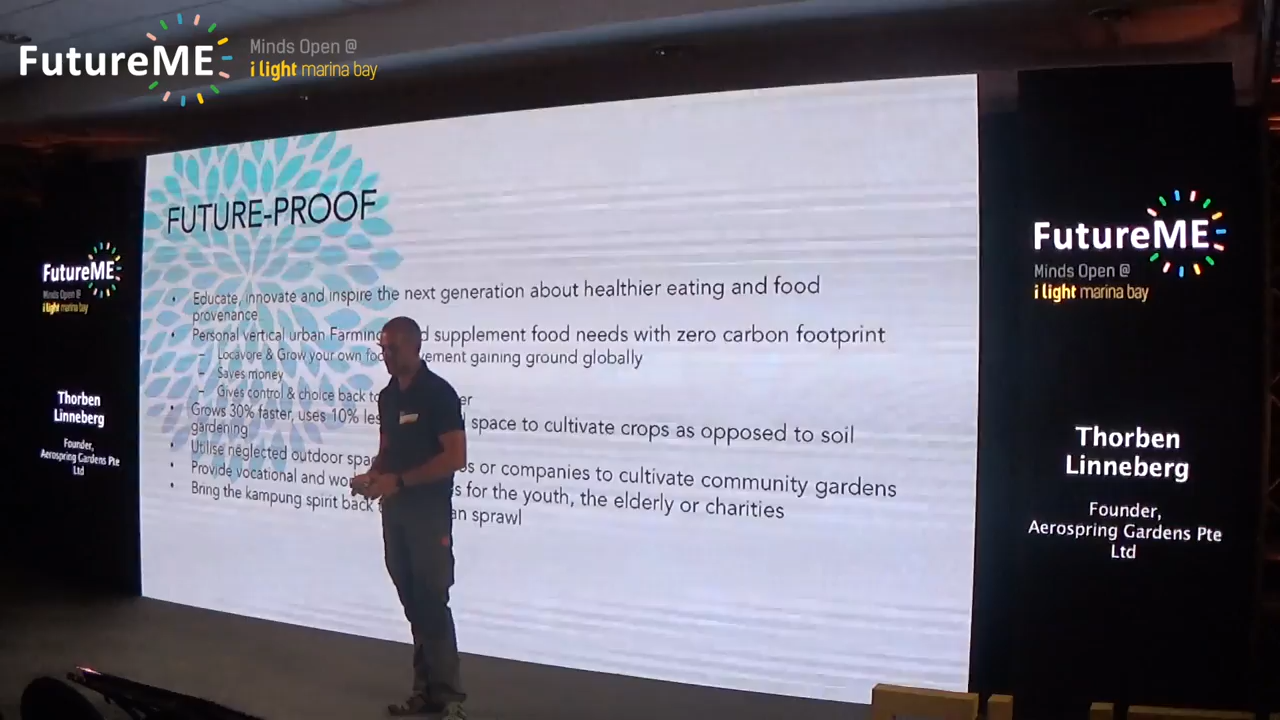 FutureME
Minds Open @
i light marina bay
FUTURE-PROOF
• Educate, innovate and inspire the next generation about healthier eating and food
provenance
• Personal vertical urban Farming supplement food needs with zero carbon footprint
– Locavore & Grow your own gaining ground globally
– Saves money
– Gives control & choice back to
• Grows 30% faster, uses 10% space to cultivate crops as opposed to soil
gardening
• Utilise neglected outdoor or companies to cultivate community gardens
• Provide vocational and for the youth, the elderly or charities
• Bring the kampung spirit back sprawl
FutureME
Minds Open @
i light marina bay
Thorben
Linneberg
Founder,
Aerospring Gardens Pte
Ltd
FutureME
Minds Open @
i light marina bay
Thorben
Linneberg
Founder,
Aerospring Gardens Pte
Ltd